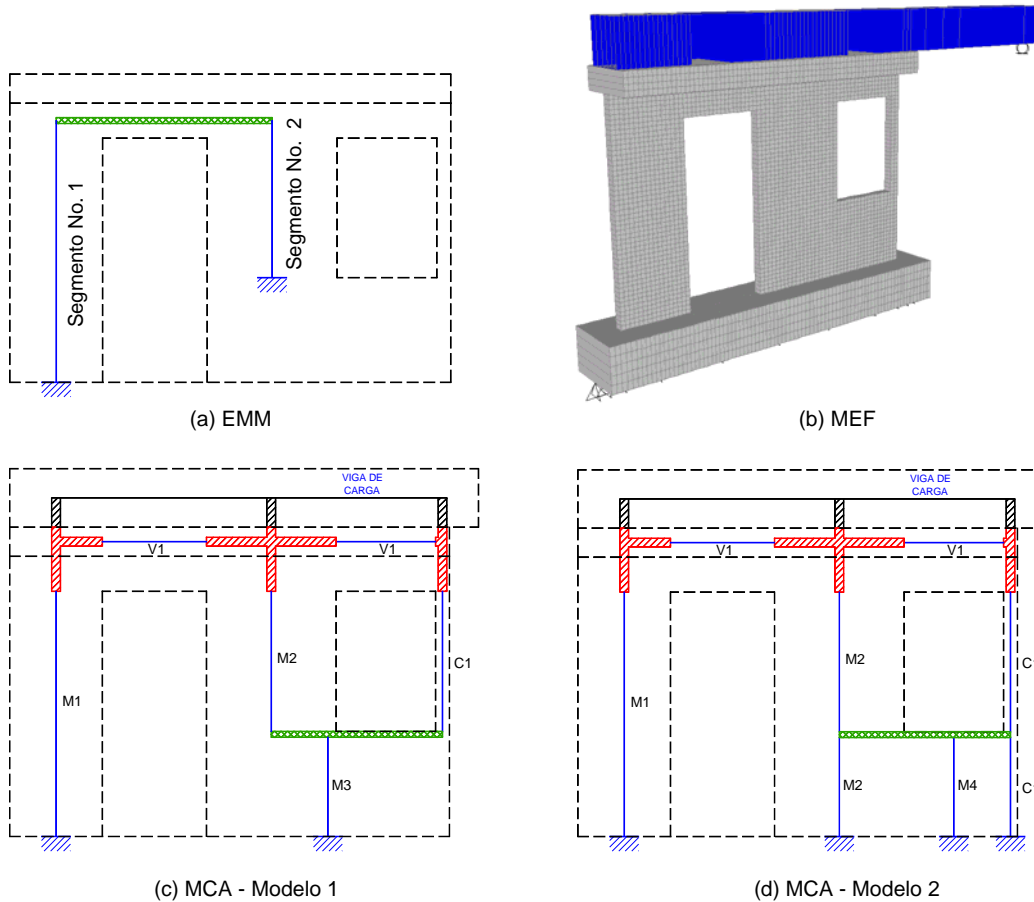 Segmento No. 1
Segmento No. 2
(a) EMM
(b) MEF
VIGA DE
CARGA
V1
V1
M2
C1
M1
M3
(c) MCA - Modelo 1
VIGA DE
CARGA
V1
V1
M2
C
M1
M2
M4
C
(d) MCA - Modelo 2